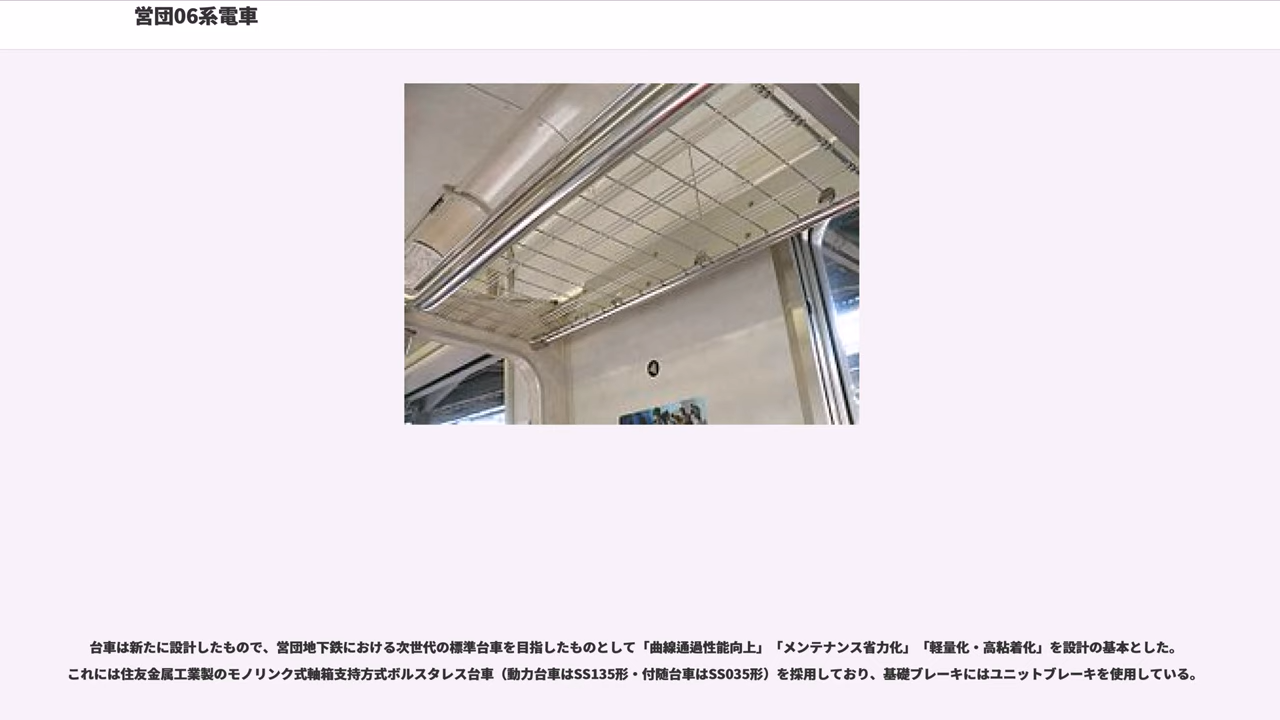 営団06系電車
4
台車は新たに設計したもので、営団地下鉄における次世代の標準台車を目指したものとして「曲線通過性能向上」「メンテナンス省力化」「軽量化・高粘着化」を設計の基本とした。
これには住友金属工業製のモノリンク式軸箱支持方式ボルスタレス台車（動力台車はSS135形・付随台車はSS035形）を採用しており、基礎ブレーキにはユニットブレーキを使用している。